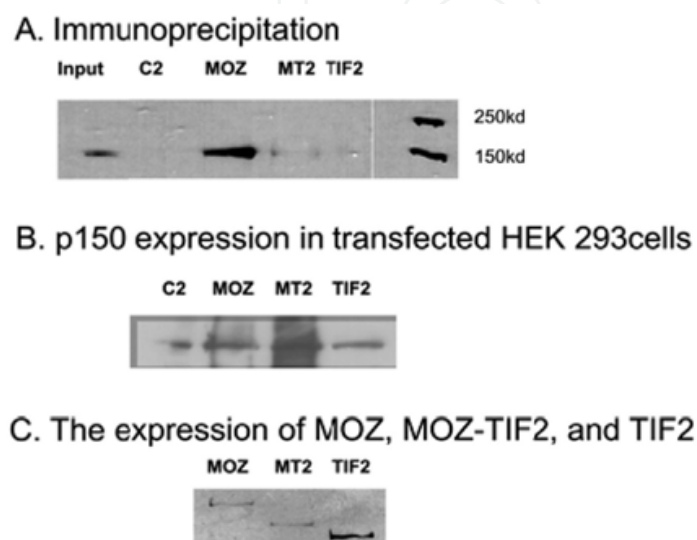 A. Immunoprecipitation
Input C2 MOZ MT2 TIF2
250kd
150kd
B. p150 expression in transfected HEK 293cells
C2 MOZ MT2 TIF2
C. The expression of MOZ, MOZ-TIF2, and TIF2
MOZ MT2 TIF2